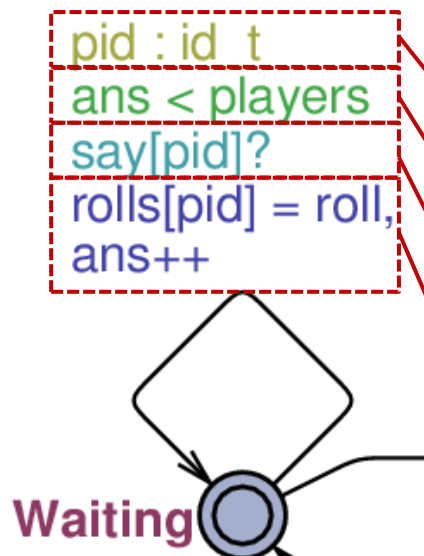 pid : id_t
ans < players
say[pid]?
rolls[pid] = roll,
ans++
Waiting